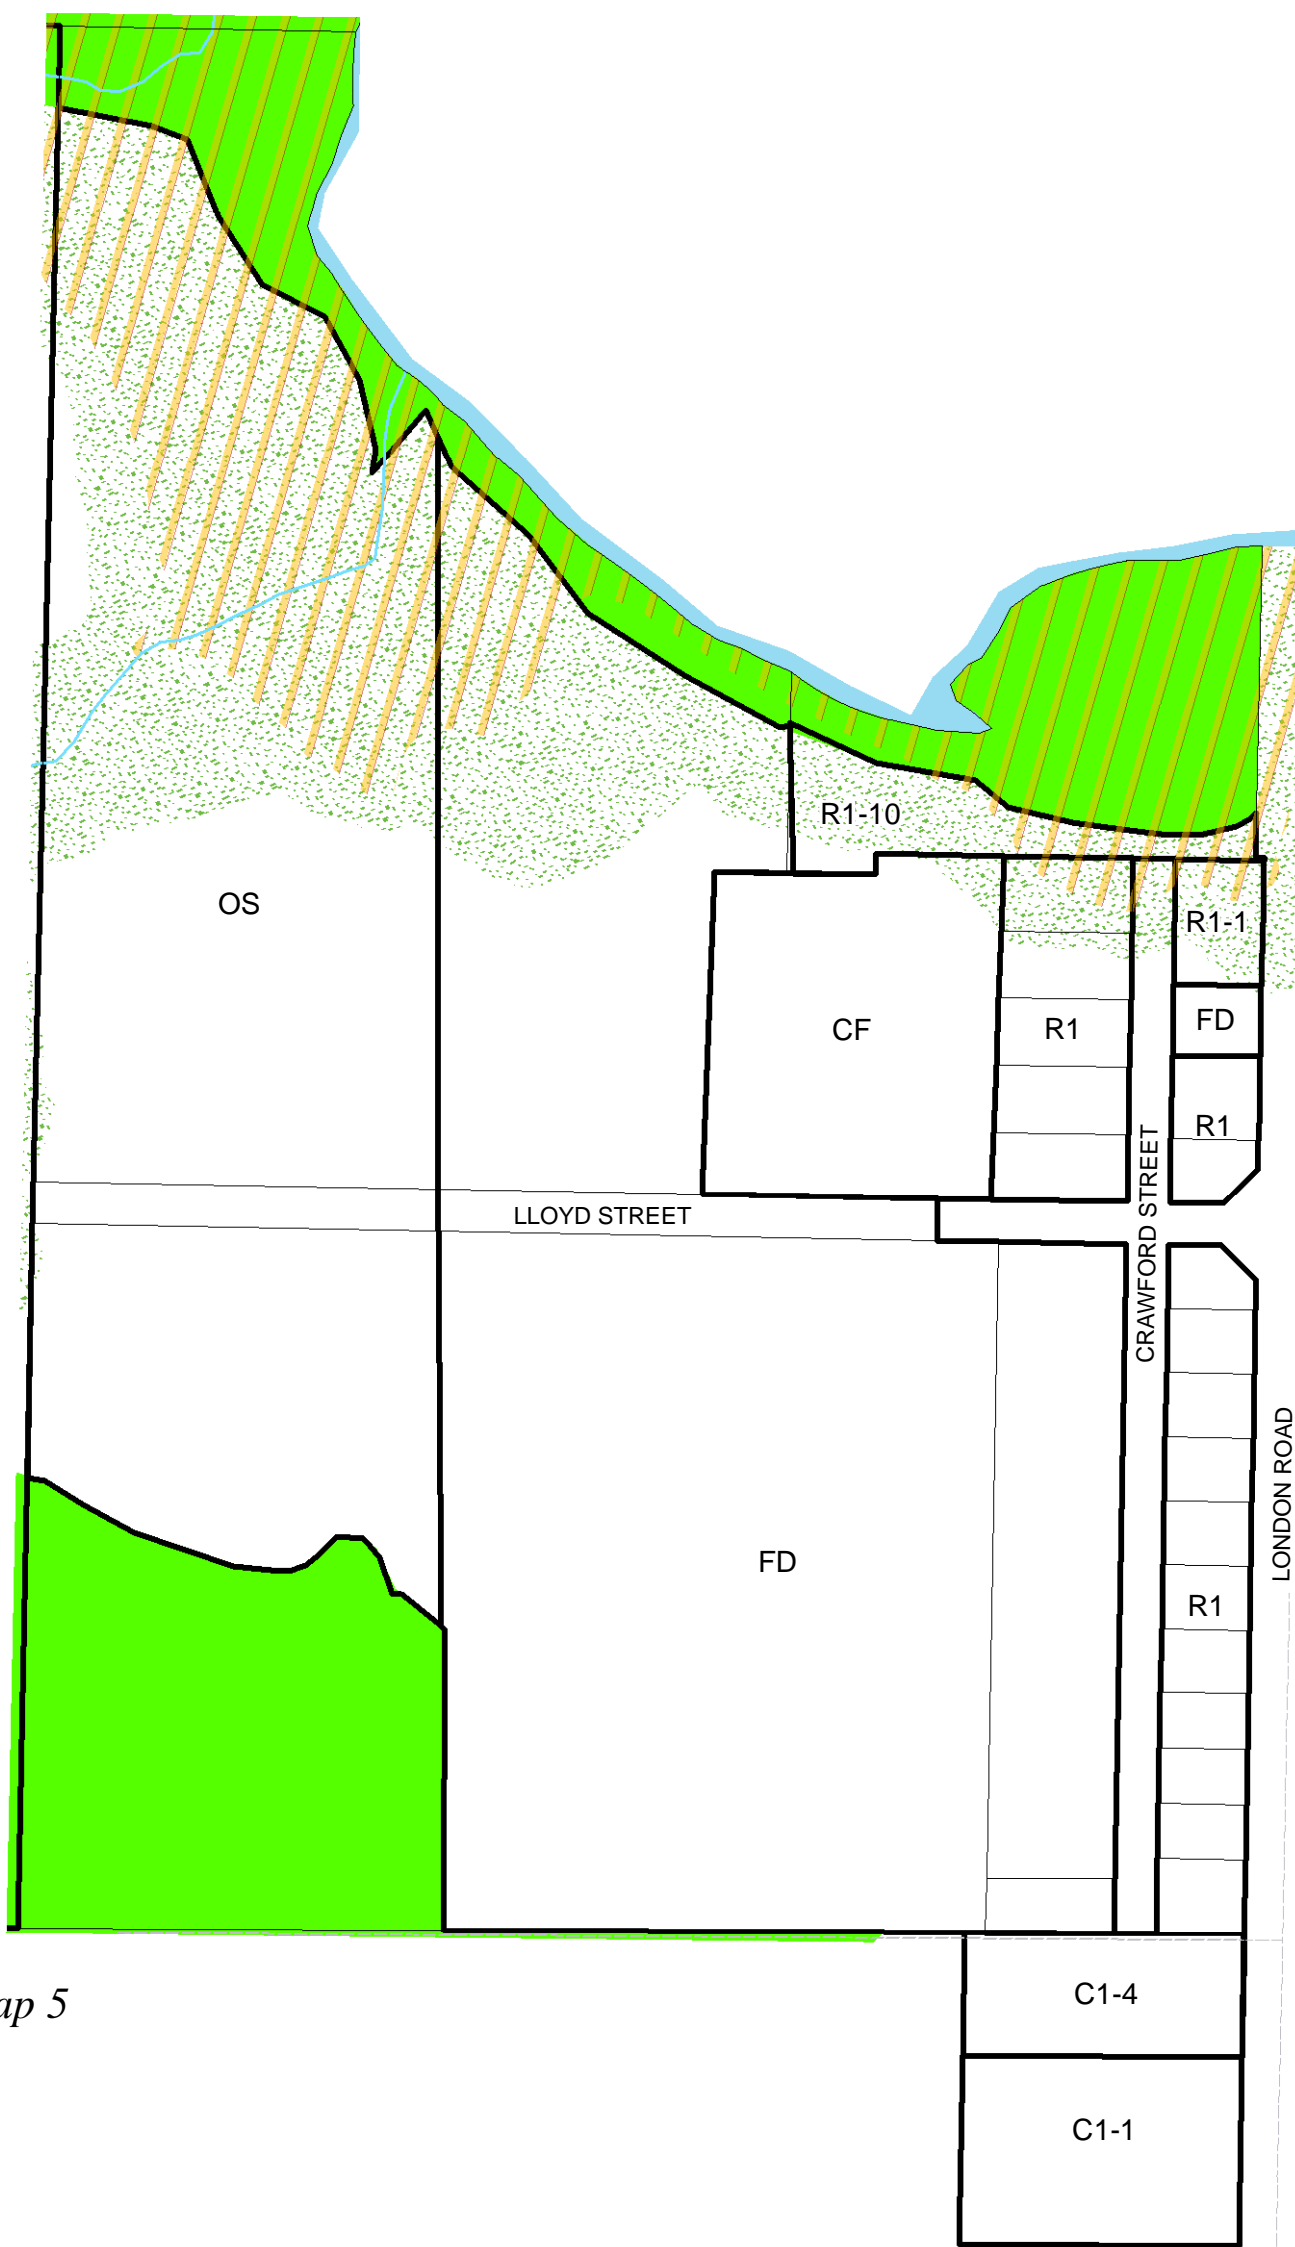 R1-10
OS
R1-1
CF
R1
FD
R1
LLOYD STREET
CRAWFORD STREET
LONDON ROAD
FD
R1
C1-4
ap 5
C1-1